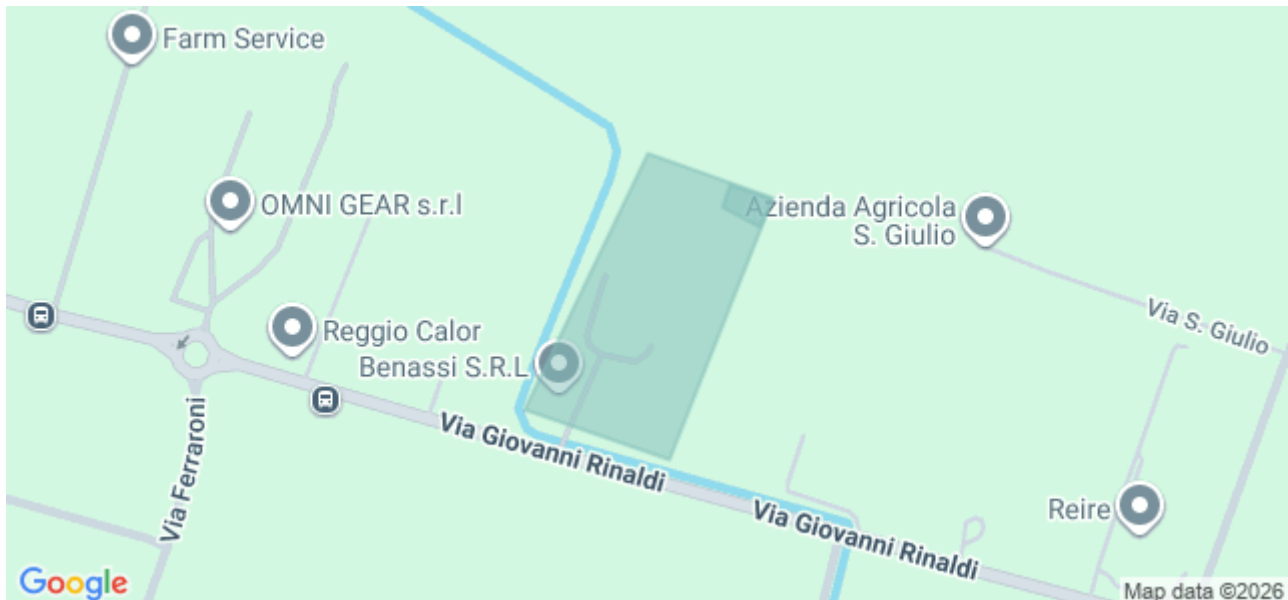 Farm Service
OMNI GEAR s.r.l
Azienda Agricola
S. Giulio
Via S. Giulio
Reggio Calor
Benassi S.R.L
Via Giovanni Rinaldi
Via Ferraroni
Via Giovanni Rinaldi
Reire
Google
Map data ©2026